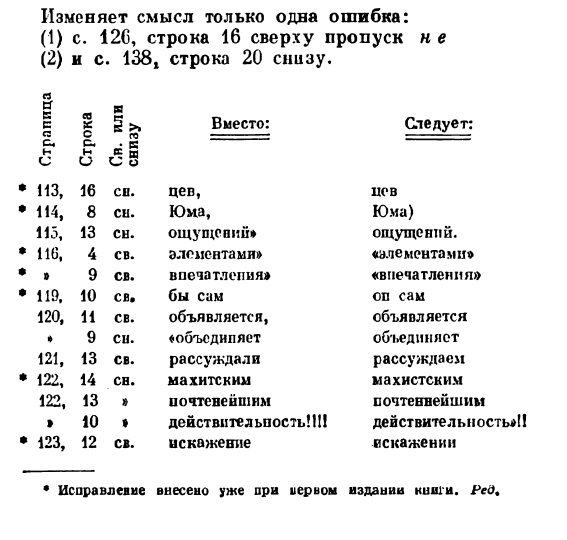 Изменяет смысл только одна ошибка:
(1) с. 126, строка 16 сверху пропуск не
(2) и с. 138, строка 20 снизу.
Страница Строка Св. или снизу Вместо: Следует:
* 113, 16 сн. цев, цев
* 114, 8 сн. Юма, Юма)
115, 13 сн. ощущений» ощущений.
* 116, 4 св. элементами» «элементами»
* » 9 св. впечатления» «впечатления»
* 119, 10 св. бы сам он сам
120, 11 св. объявляется, объявляется
» 9 сн. «объединяет объединяет
121, 13 св. рассуждали рассуждаем
* 122, 14 сн. махитским махистским
122, 13 » почтенейшим почтеннейшим
» 10 » действительность!!!! действительность»!!
* 123, 12 св. искажение искажении
* Исправление внесено уже при первом издании книги. Ред.